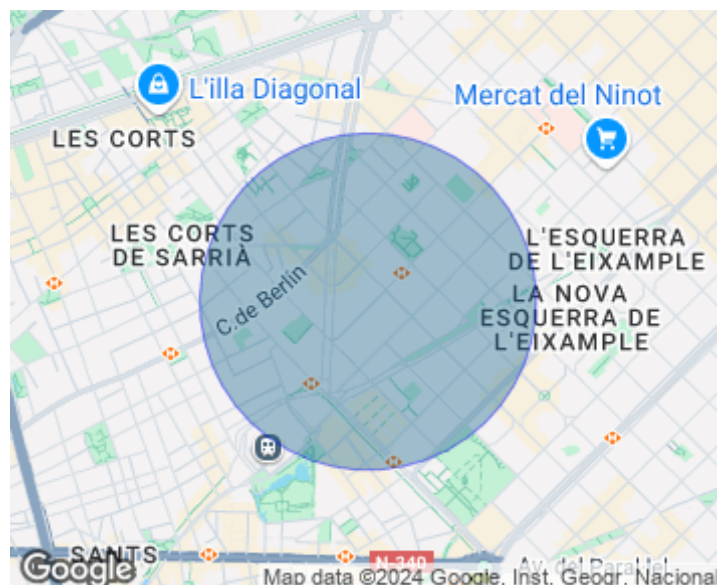 L'illa Diagonal
Mercat del Ninot
LES CORTS
LES CORTS
DE SARRIÀ
L'ESQUERRA
DE L'EIXAMPLE
C.de Berlín
LA NOVA
ESQUERRA DE
L'EIXAMPLE
SANTS
N-340
Av. del Paral·lel
Google
Map data ©2024 Google, Inst. Geogr. Nacional